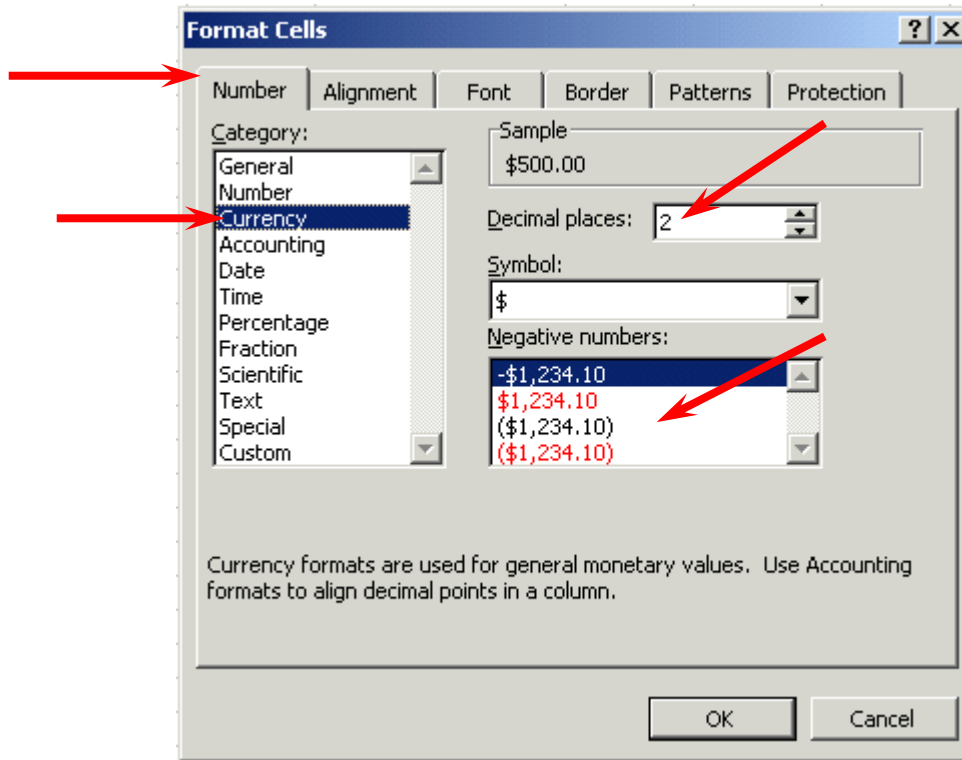 Format Cells
Number Alignment Font Border Patterns Protection
Category:
General
Number
Currency
Accounting
Date
Time
Percentage
Fraction
Scientific
Text
Special
Custom
Sample
$500.00
Decimal places: 2
Symbol:
$
Negative numbers:
-$1,234.10
$1,234.10
($1,234.10)
($1,234.10)
Currency formats are used for general monetary values.  Use Accounting
formats to align decimal points in a column.
OK Cancel